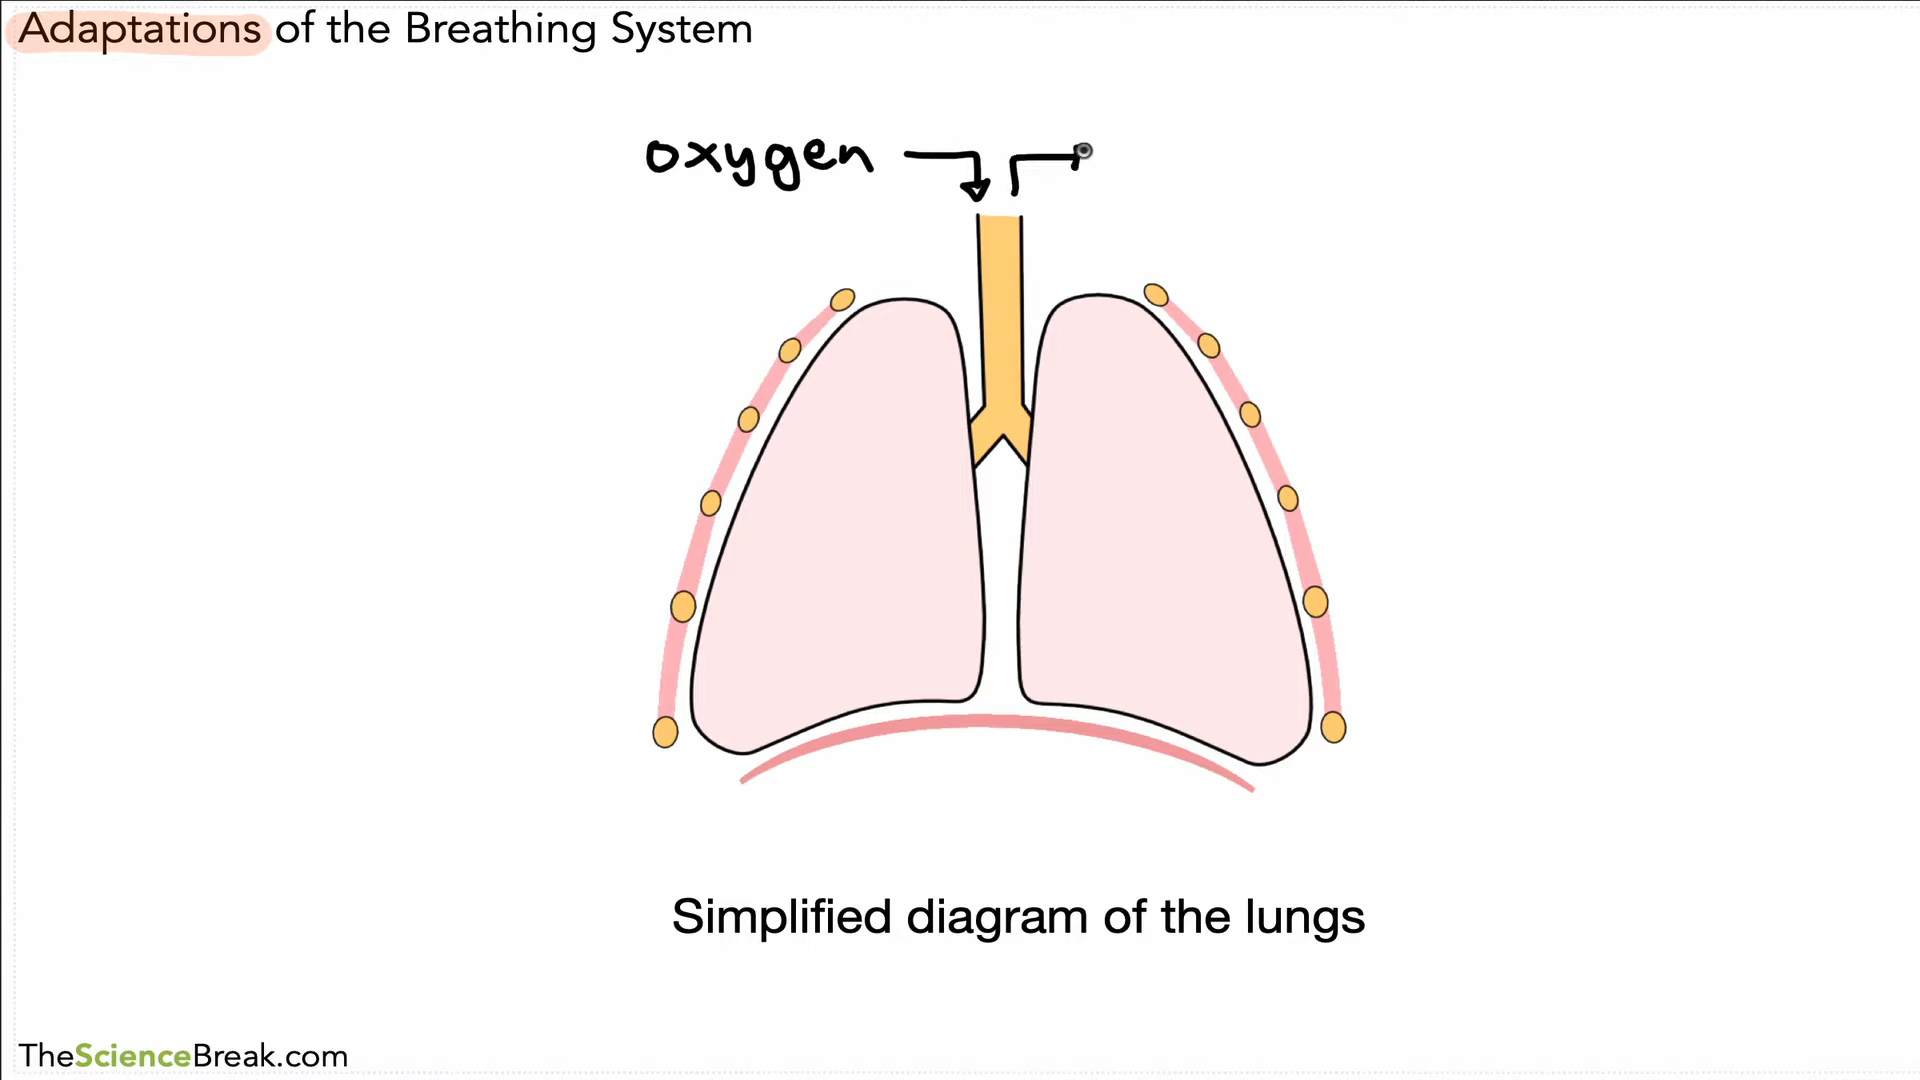 Adaptations of the Breathing System
oxygen
Simplified diagram of the lungs
TheScienceBreak.com